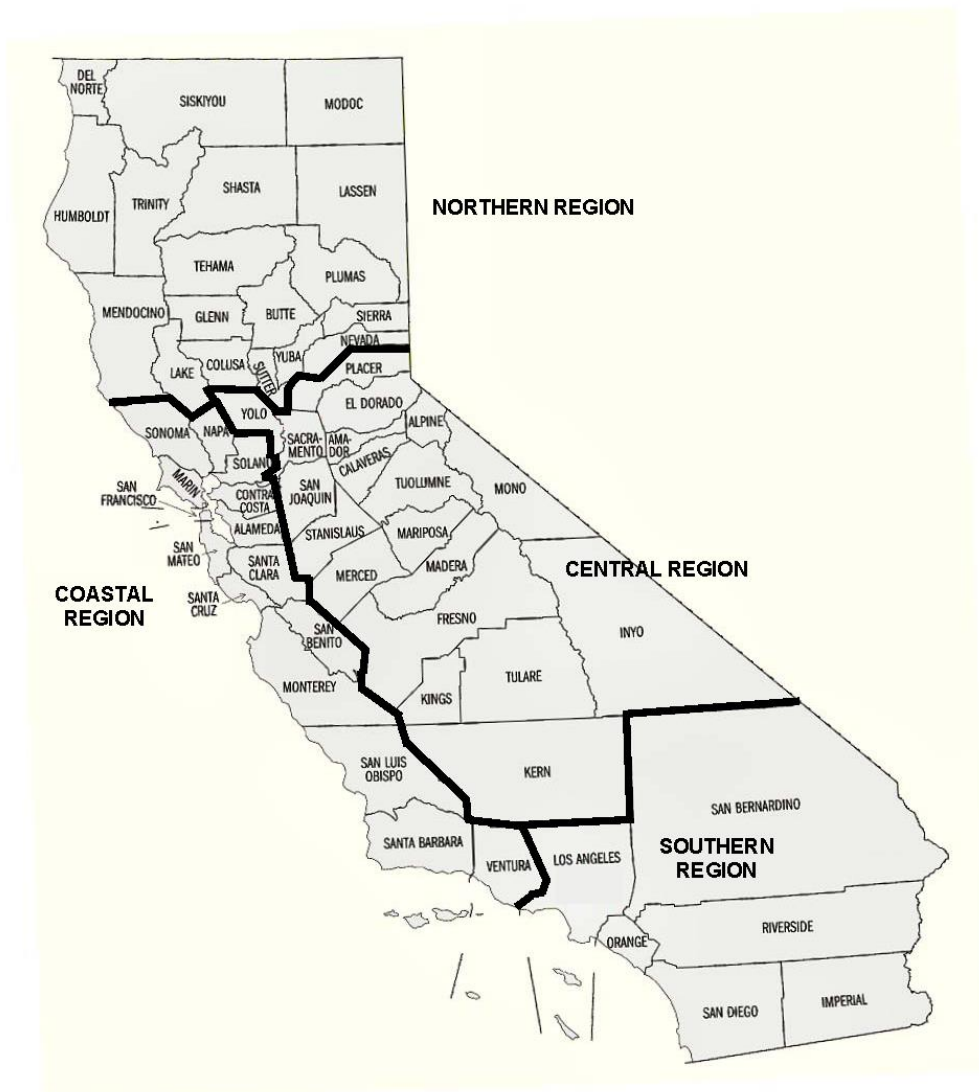 DEL
NORTE
SISKIYOU
MODOC
HUMBOLDT
TRINITY
SHASTA
LASSEN
NORTHERN REGION
TEHAMA
PLUMAS
MENDOCINO
GLENN
BUTTE
SIERRA
NEVADA
YUBA
LAKE
COLUSA
SUTTER
PLACER
EL DORADO
YOLO
SONOMA
NAPA
SACRA-
MENTO
AMA-
DOR
ALPINE
SOLANO
CALAVERAS
MARIN
SAN
FRANCISCO
CONTRA
COSTA
SAN
JOAQUIN
TUOLUMNE
MONO
ALAMEDA
STANISLAUS
MARIPOSA
SAN
MATEO
SANTA
CLARA
MERCED
MADERA
CENTRAL REGION
COASTAL
REGION
SANTA
CRUZ
FRESNO
SAN
BENITO
INYO
MONTEREY
KINGS
TULARE
SAN LUIS
OBISPO
KERN
SAN BERNARDINO
SANTA BARBARA
VENTURA
LOS ANGELES
SOUTHERN
REGION
ORANGE
RIVERSIDE
SAN DIEGO
IMPERIAL